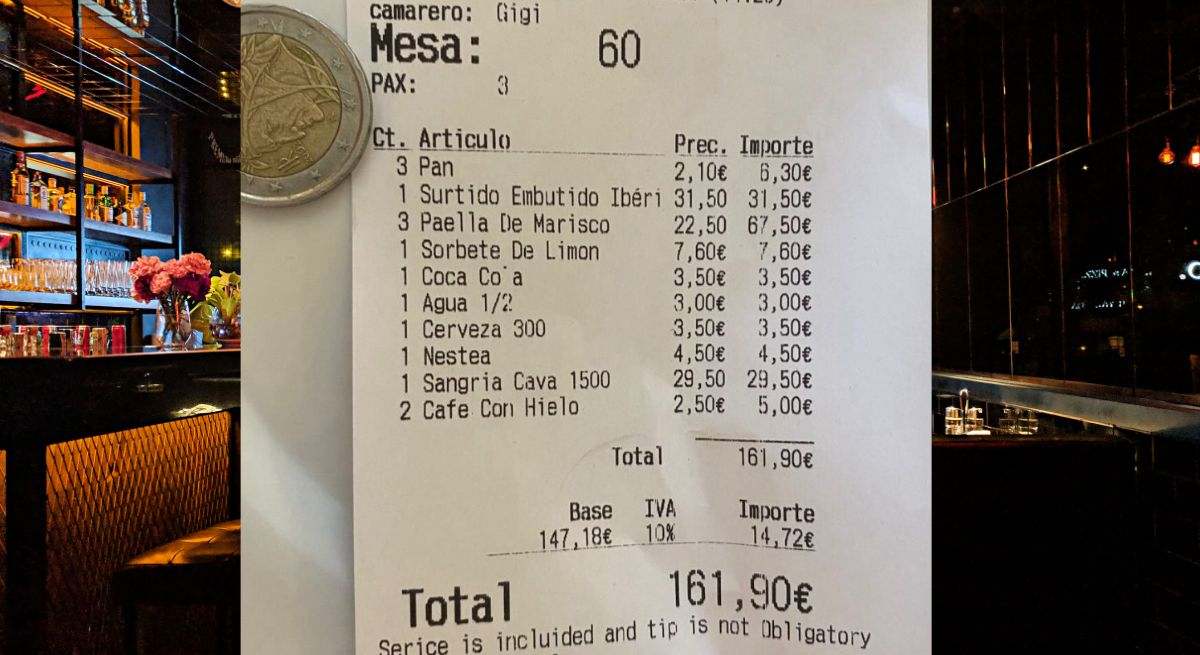 camarero: Gigi
Mesa: 60
PAX: 3
Ct. Articulo Prec. Importe
3 Pan 2,10€ 6,30€
1 Surtido Embutido Ibéri 31,50 31,50€
3 Paella De Marisco 22,50 67,50€
1 Sorbete De Limon 7,60€ 7,60€
1 Coca Co a 3,50€ 3,50€
1 Agua 1/2 3,00€ 3,00€
1 Cerveza 300 3,50€ 3,50€
1 Nestea 4,50€ 4,50€
1 Sangria Cava 1500 29,50 29,50€
2 Cafe Con Hielo 2,50€ 5,00€
Total 161,90€
Base IVA Importe
147,18€ 10% 14,72€
Total 161,90€
Serice is incluided and tip is not Obligatory